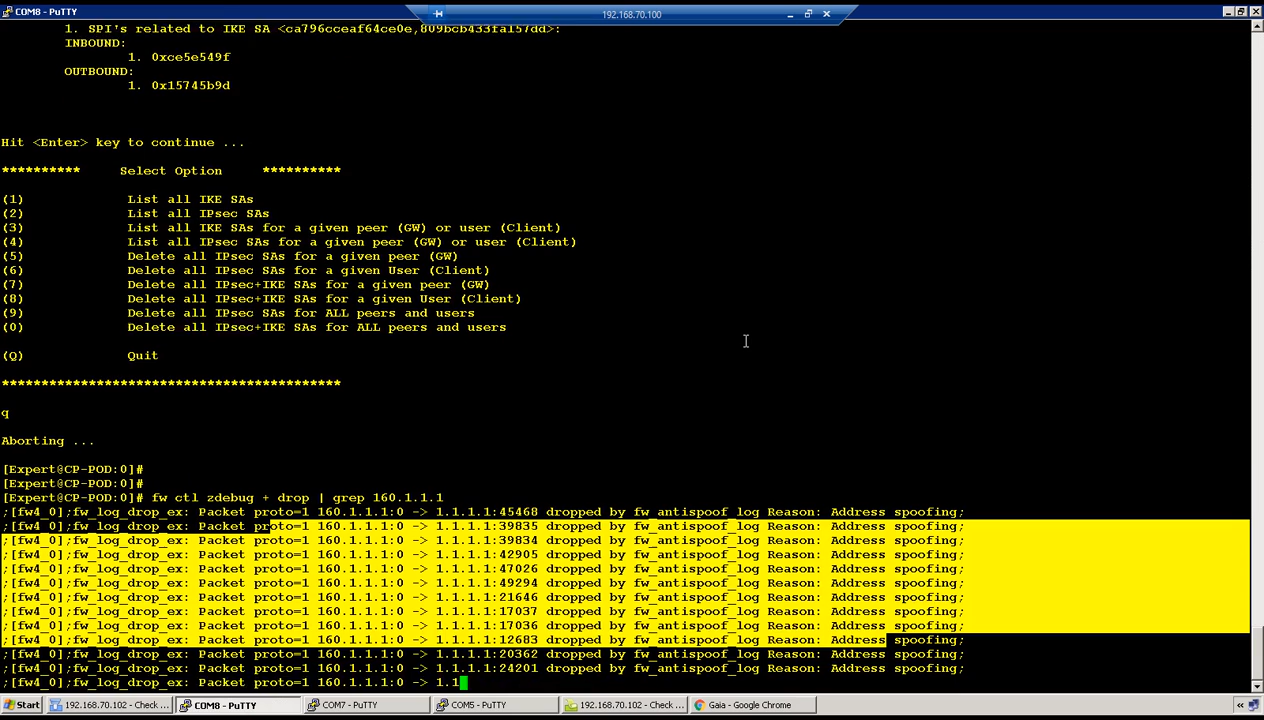 COM8 - PuTTY
192.168.70.100
1. SPI's related to IKE SA <ca796cceaf64ce0e,809bcb433fa157dd>:
INBOUND:
1. 0xce5e549f
OUTBOUND:
1. 0x15745b9d
Hit <Enter> key to continue ...
********** Select Option **********
(1) List all IKE SAs
(2) List all IPsec SAs
(3) List all IKE SAs for a given peer (GW) or user (Client)
(4) List all IPsec SAs for a given peer (GW) or user (Client)
(5) Delete all IPsec SAs for a given peer (GW)
(6) Delete all IPsec SAs for a given User (Client)
(7) Delete all IPsec+IKE SAs for a given peer (GW)
(8) Delete all IPsec+IKE SAs for a given User (Client)
(9) Delete all IPsec SAs for ALL peers and users
(0) Delete all IPsec+IKE SAs for ALL peers and users
(Q) Quit
*******************************************
q
Aborting ...
[Expert@CP-POD:0]#
[Expert@CP-POD:0]#
[Expert@CP-POD:0]# fw ctl zdebug + drop | grep 160.1.1.1
;[fw4_0];fw_log_drop_ex: Packet proto=1 160.1.1.1:0 -> 1.1.1.1:45468 dropped by fw_antispoof_log Reason: Address spoofing;
;[fw4_0];fw_log_drop_ex: Packet proto=1 160.1.1.1:0 -> 1.1.1.1:39835 dropped by fw_antispoof_log Reason: Address spoofing;
;[fw4_0];fw_log_drop_ex: Packet proto=1 160.1.1.1:0 -> 1.1.1.1:39834 dropped by fw_antispoof_log Reason: Address spoofing;
;[fw4_0];fw_log_drop_ex: Packet proto=1 160.1.1.1:0 -> 1.1.1.1:42905 dropped by fw_antispoof_log Reason: Address spoofing;
;[fw4_0];fw_log_drop_ex: Packet proto=1 160.1.1.1:0 -> 1.1.1.1:47026 dropped by fw_antispoof_log Reason: Address spoofing;
;[fw4_0];fw_log_drop_ex: Packet proto=1 160.1.1.1:0 -> 1.1.1.1:49294 dropped by fw_antispoof_log Reason: Address spoofing;
;[fw4_0];fw_log_drop_ex: Packet proto=1 160.1.1.1:0 -> 1.1.1.1:21646 dropped by fw_antispoof_log Reason: Address spoofing;
;[fw4_0];fw_log_drop_ex: Packet proto=1 160.1.1.1:0 -> 1.1.1.1:17037 dropped by fw_antispoof_log Reason: Address spoofing;
;[fw4_0];fw_log_drop_ex: Packet proto=1 160.1.1.1:0 -> 1.1.1.1:17036 dropped by fw_antispoof_log Reason: Address spoofing;
;[fw4_0];fw_log_drop_ex: Packet proto=1 160.1.1.1:0 -> 1.1.1.1:12683 dropped by fw_antispoof_log Reason: Address spoofing;
;[fw4_0];fw_log_drop_ex: Packet proto=1 160.1.1.1:0 -> 1.1.1.1:20362 dropped by fw_antispoof_log Reason: Address spoofing;
;[fw4_0];fw_log_drop_ex: Packet proto=1 160.1.1.1:0 -> 1.1.1.1:24201 dropped by fw_antispoof_log Reason: Address spoofing;
;[fw4_0];fw_log_drop_ex: Packet proto=1 160.1.1.1:0 -> 1.1
Start 192.168.70.102 - Check ... COM8 - PuTTY COM7 - PuTTY COM5 - PuTTY 192.168.70.102 - Check ... Gaia - Google Chrome